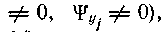 ≠ 0, Ψ_{y_j} ≠ 0),